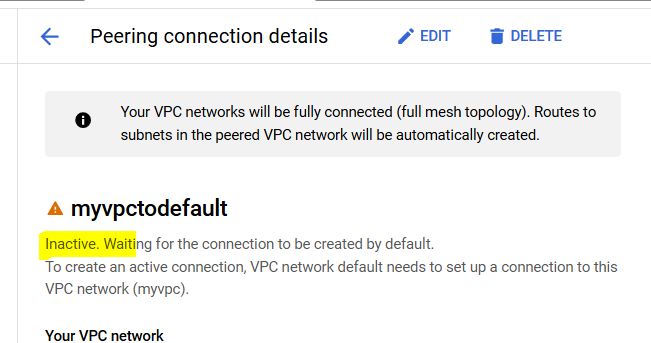 Peering connection details
EDIT
DELETE
Your VPC networks will be fully connected (full mesh topology). Routes to
subnets in the peered VPC network will be automatically created.
myvpctodefault
Inactive. Waiting for the connection to be created by default.
To create an active connection, VPC network default needs to set up a connection to this
VPC network (myvpc).
Your VPC network